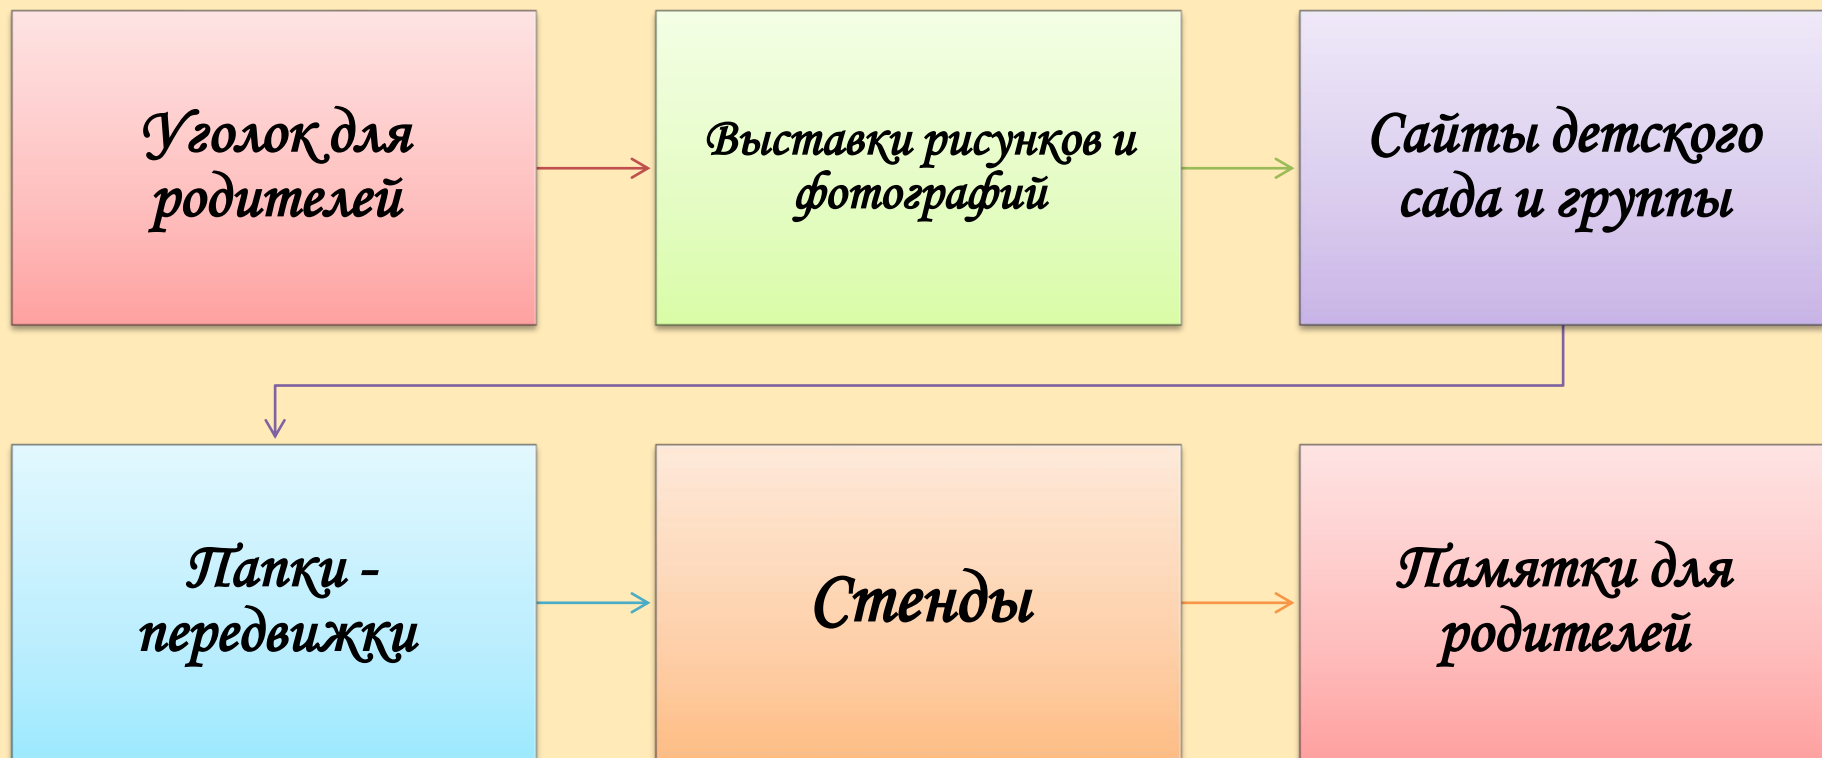 Уголок для
родителей
Выставки рисунков и
фотографий
Сайты детского
сада и группы
Папки -
передвижки
Стенды
Памятки для
родителей